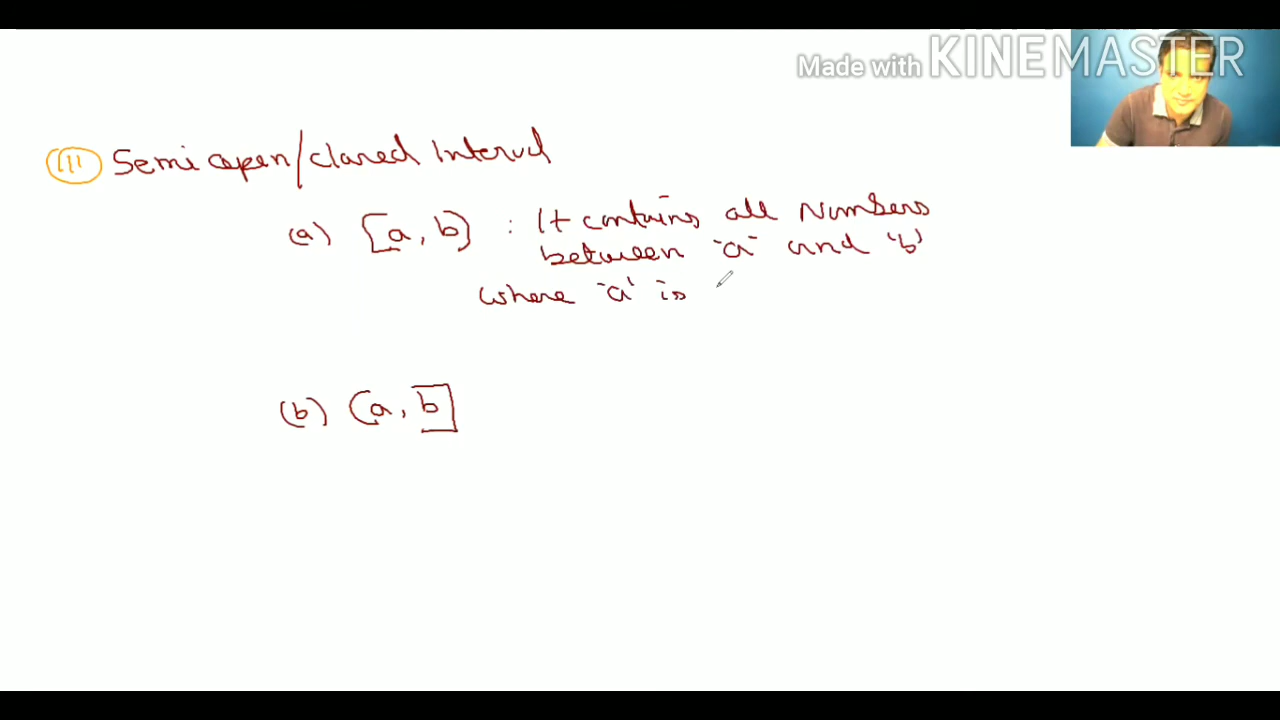 Made with KINEMASTER
(III) Semi open/closed Interval
(a) [a, b) : It contains all Numbers
between "a" and 'b'
where 'a' is
(b) (a, b]